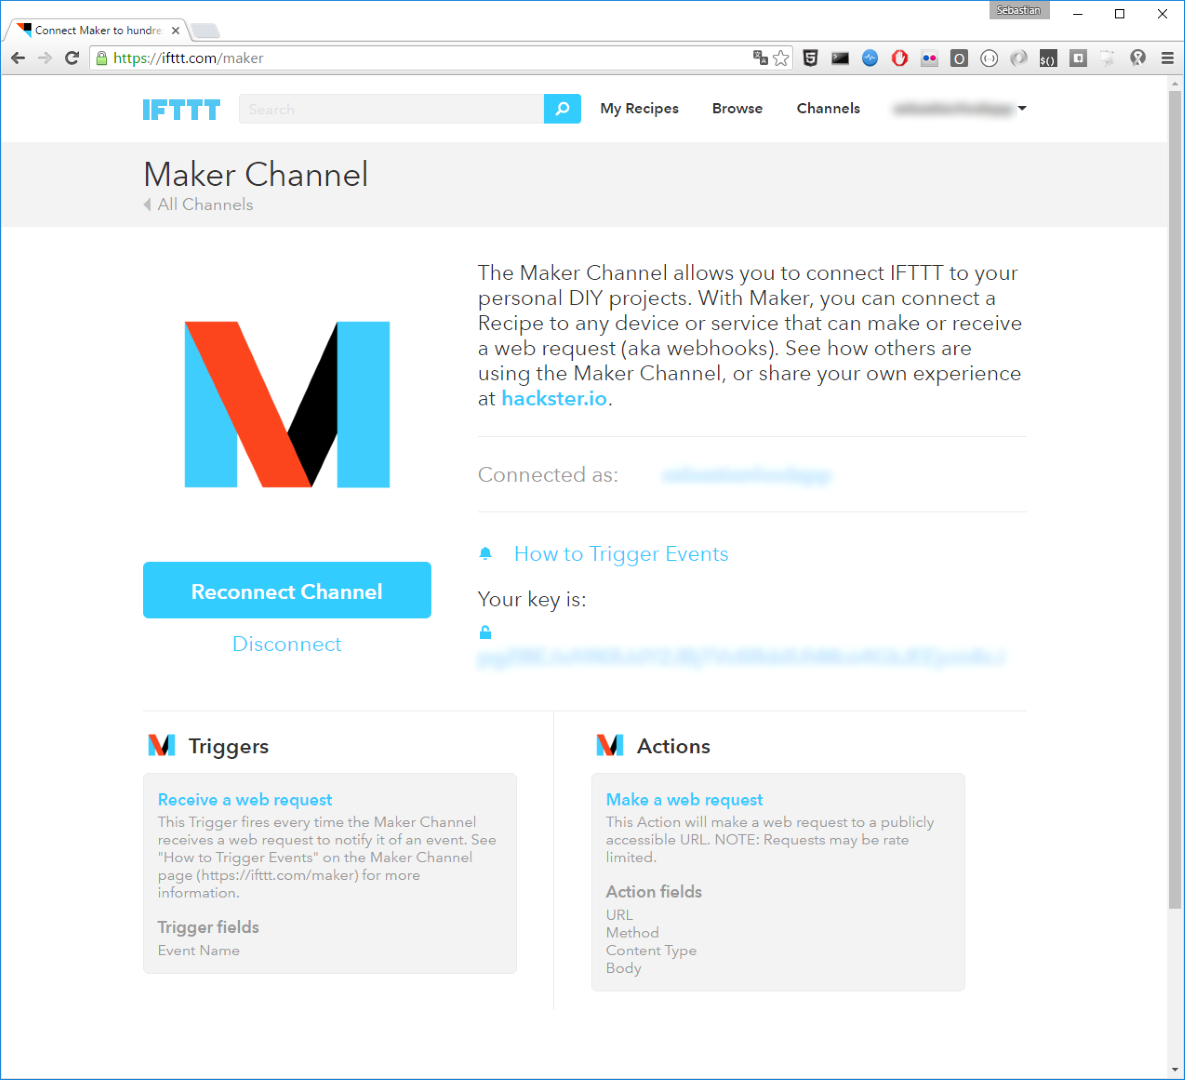 Sebastian
Connect Maker to hundre
https://ifttt.com/maker
IFTTT
Search
My Recipes
Browse
Channels
Maker Channel
All Channels
The Maker Channel allows you to connect IFTTT to your
personal DIY projects. With Maker, you can connect a
Recipe to any device or service that can make or receive
a web request (aka webhooks). See how others are
using the Maker Channel, or share your own experience
at hackster.io.
Connected as:
Reconnect Channel
Disconnect
How to Trigger Events
Your key is:
Triggers
Receive a web request
This Trigger fires every time the Maker Channel
receives a web request to notify it of an event. See
"How to Trigger Events" on the Maker Channel
page (https://ifttt.com/maker) for more
information.
Trigger fields
Event Name
Actions
Make a web request
This Action will make a web request to a publicly
accessible URL. NOTE: Requests may be rate
limited.
Action fields
URL
Method
Content Type
Body